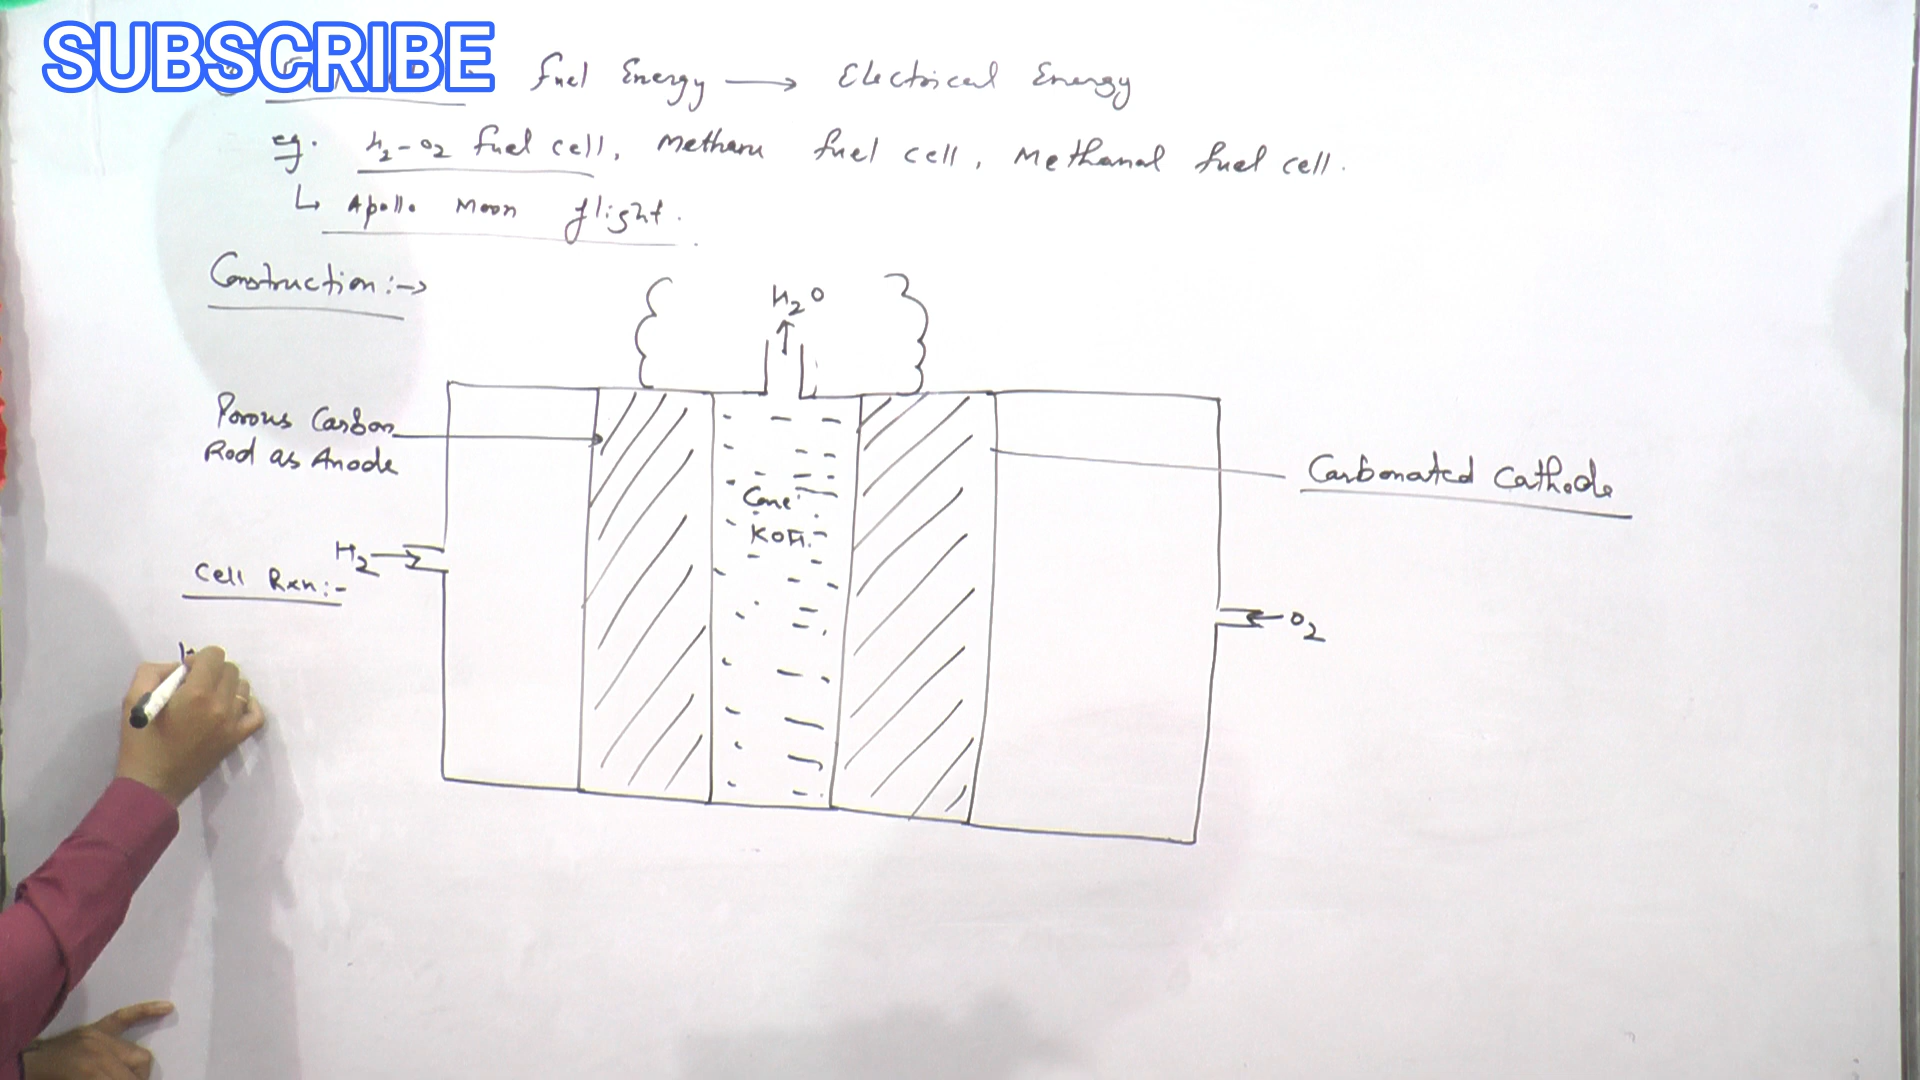 SUBSCRIBE
fuel Energy → Electrical Energy
eg. H2-O2 fuel cell, Methane fuel cell, Methanal fuel cell.
↳ Apollo Moon flight.
Construction :→
H2O
Porous Carbon
Rod as Anode
Carbonated Cathode
Conc.
KOH.
H2
Cell Rxn:-
O2